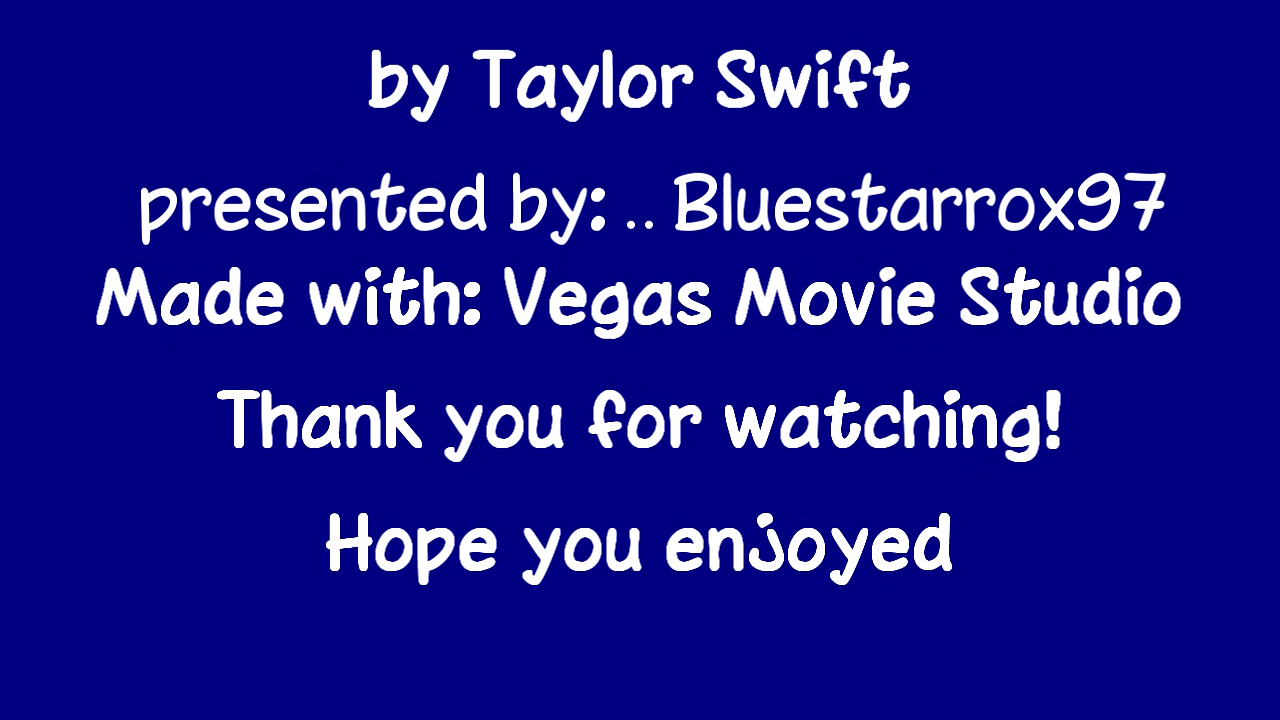 by Taylor Swift
presented by: .. Bluestarrox97
Made with: Vegas Movie Studio
Thank you for watching!
Hope you enjoyed